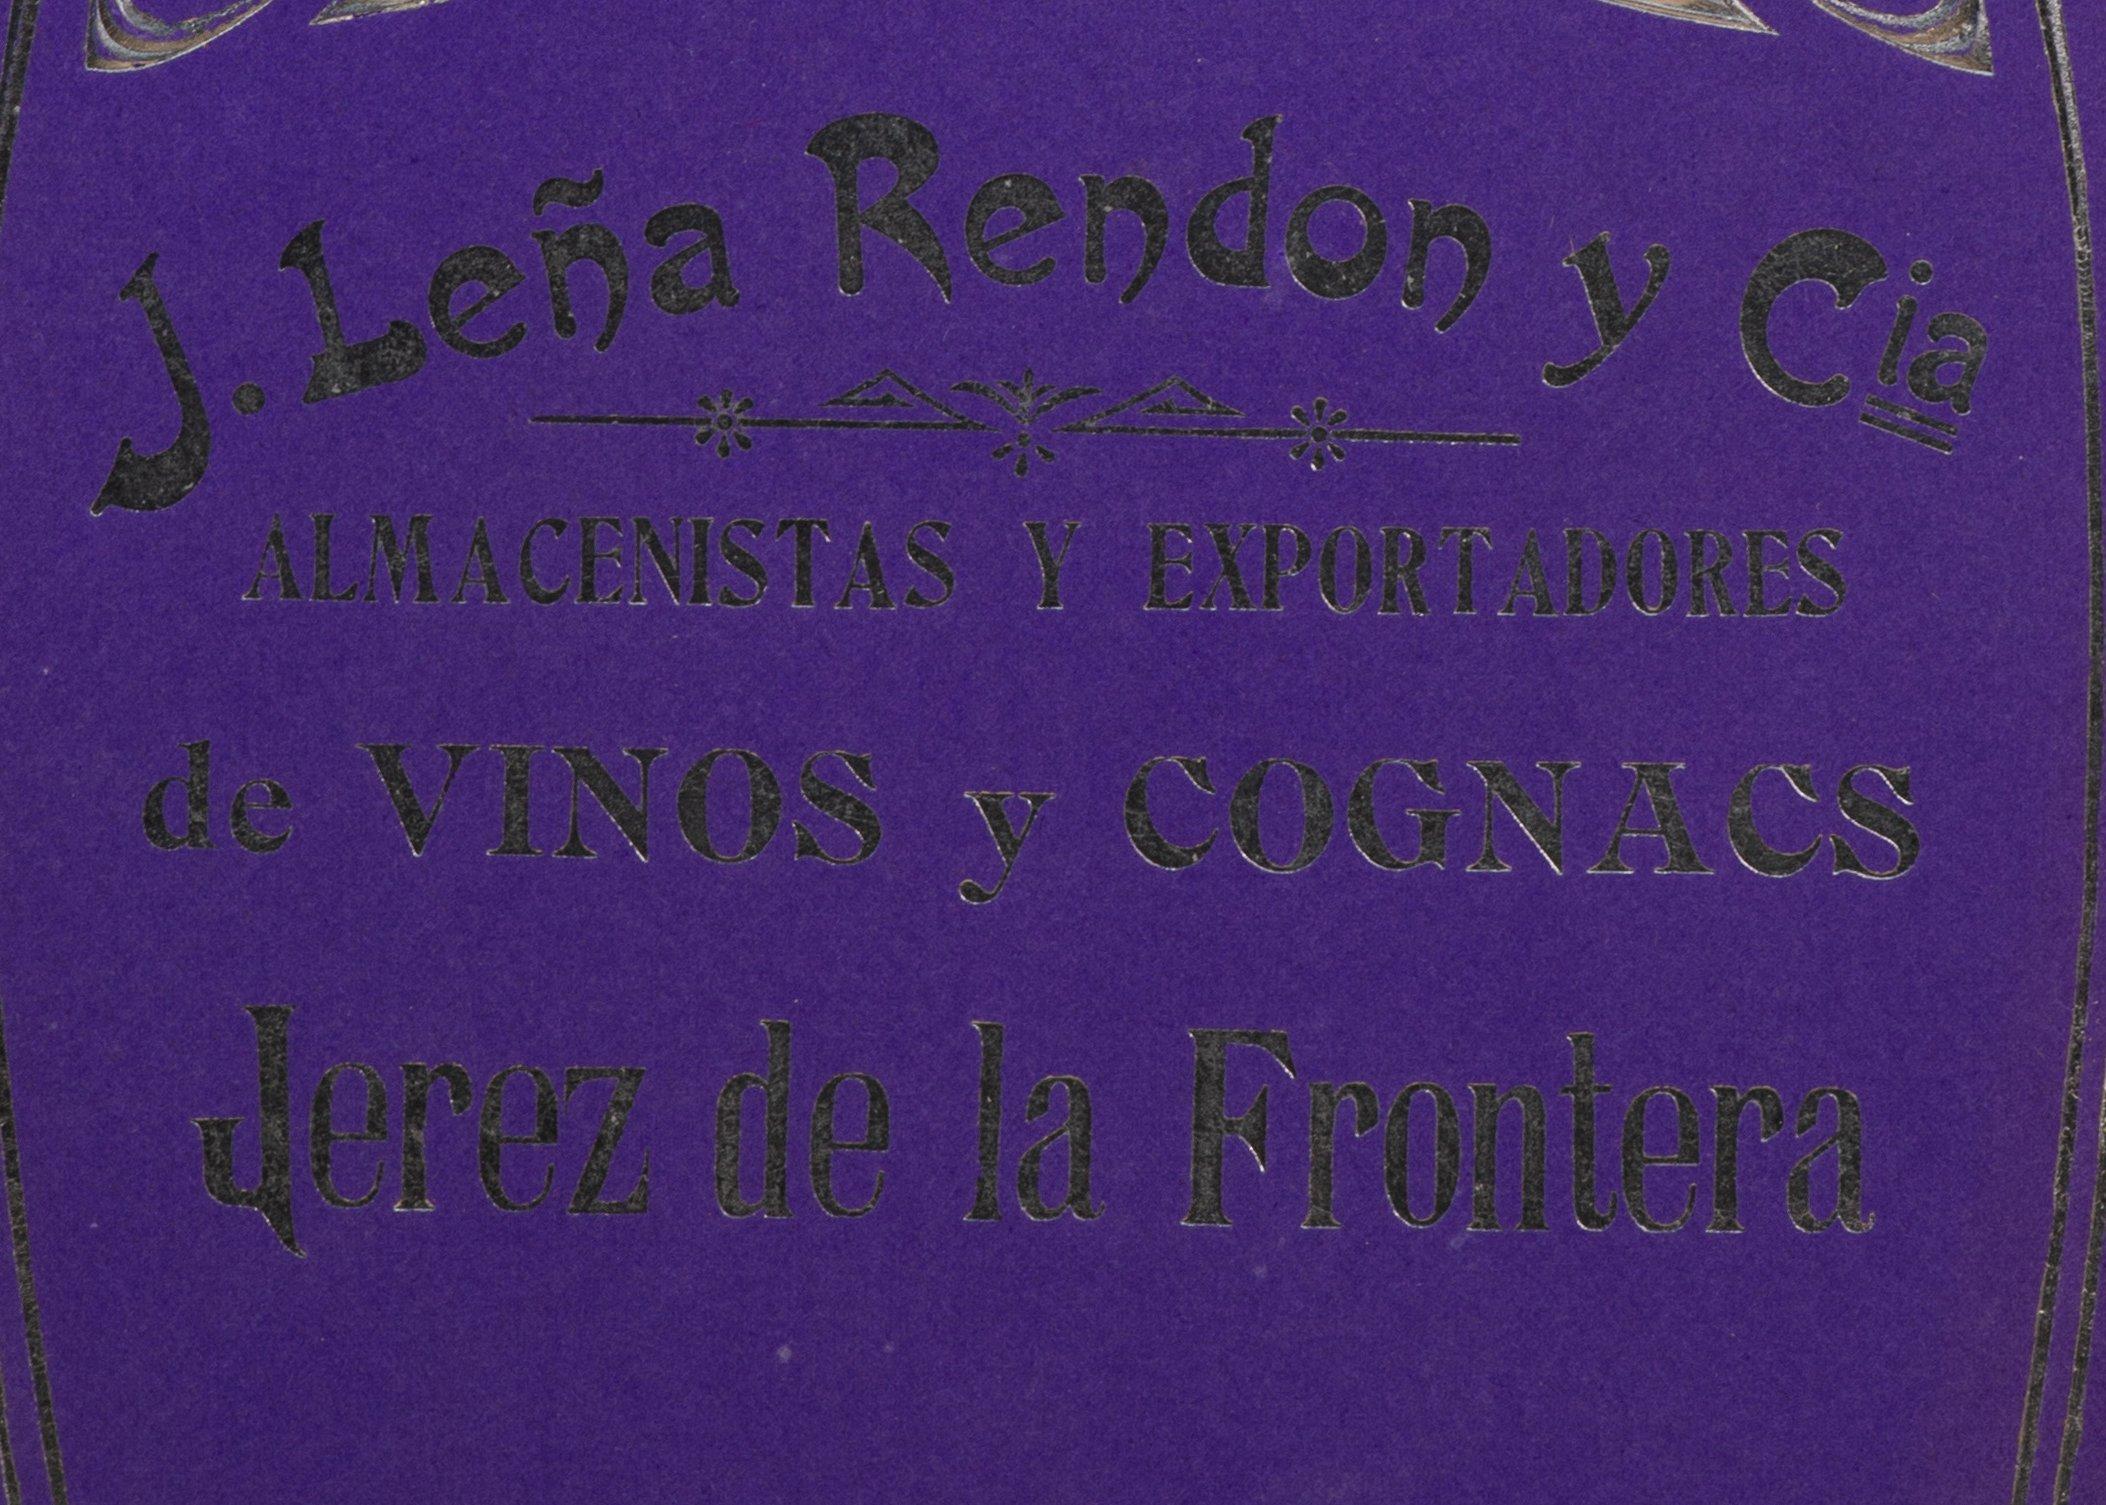 J. Leña Rendon y Cia
ALMACENISTAS Y EXPORTADORES
de VINOS y COGNACS
Jerez de la Frontera